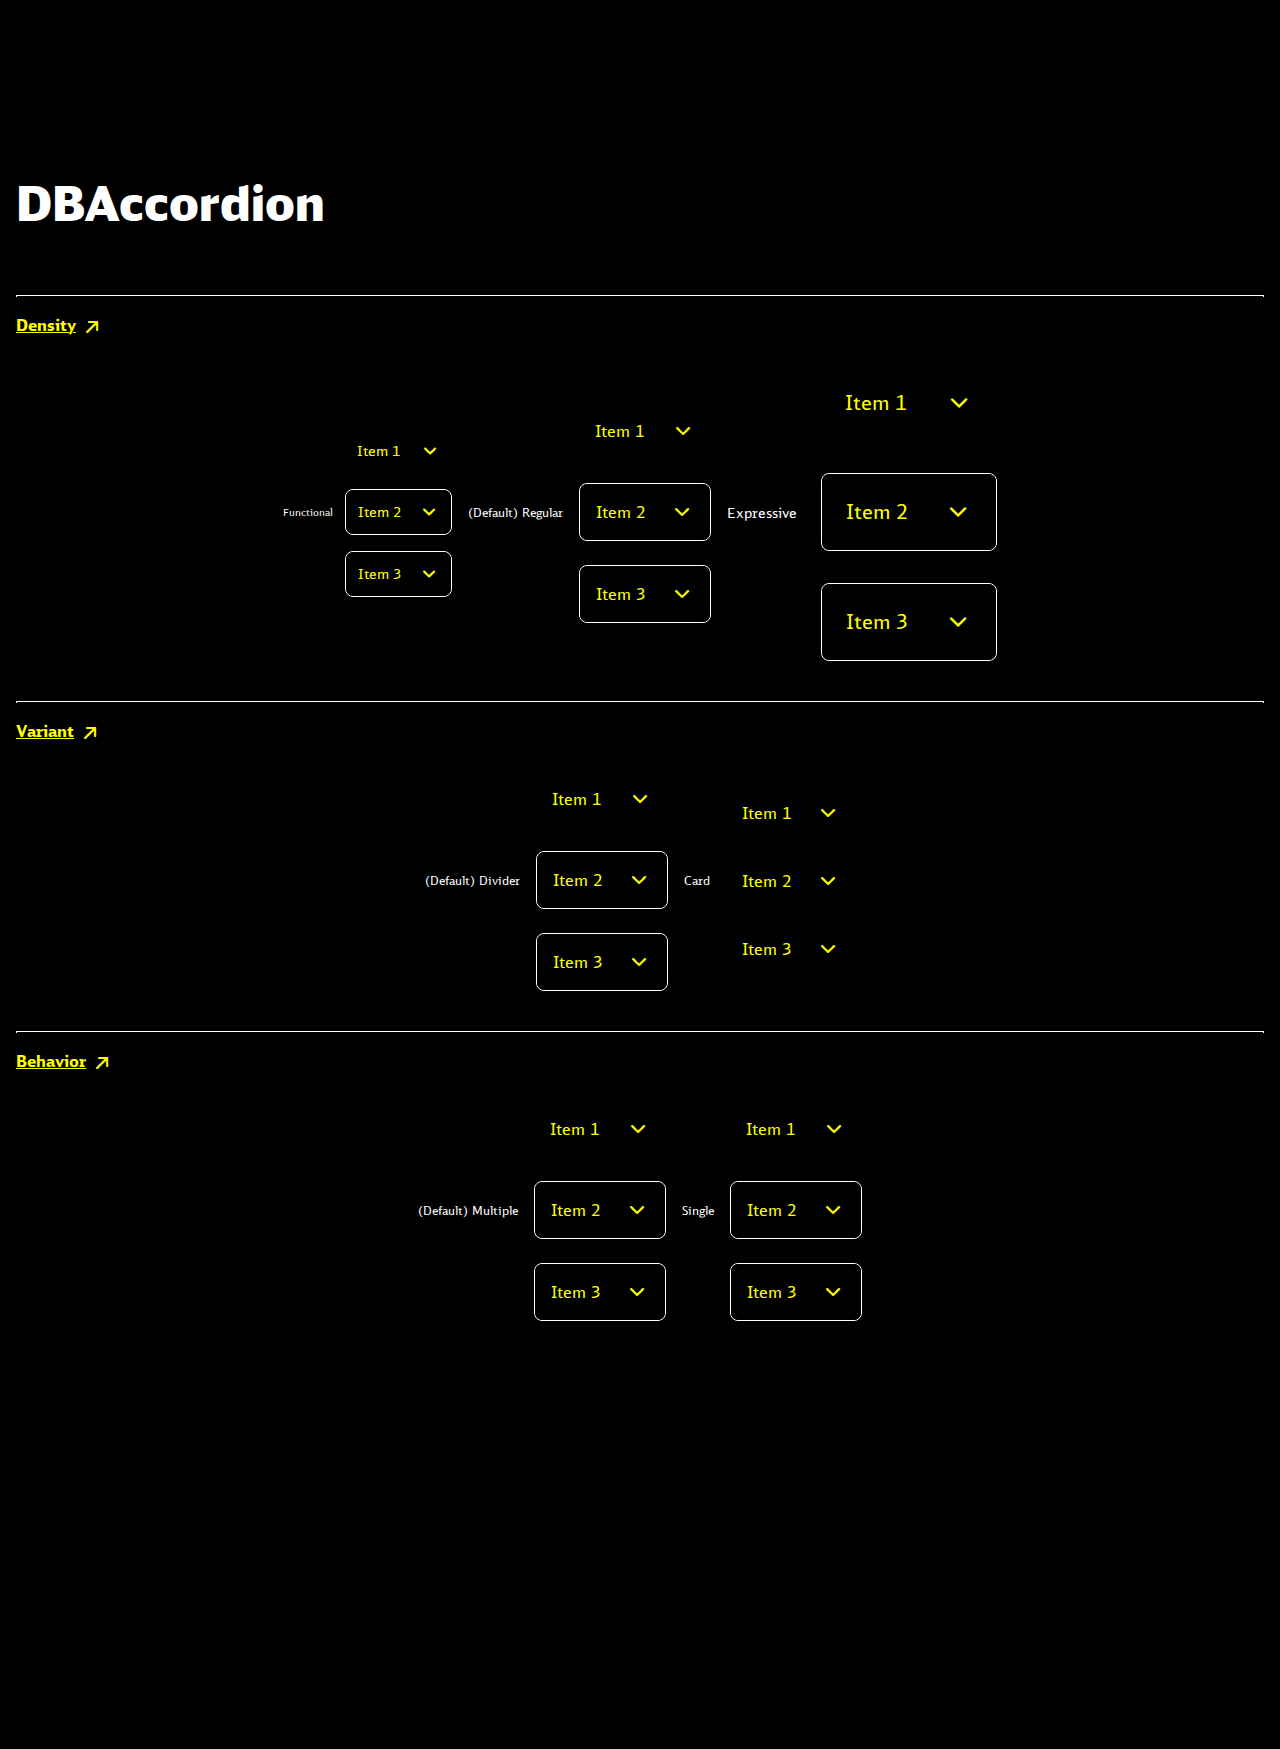 DBAccordion
Density
Functional
Item 1
Item 2
Item 3
(Default) Regular
Item 1
Item 2
Item 3
Expressive
Item 1
Item 2
Item 3
Variant
(Default) Divider
Item 1
Item 2
Item 3
Card
Item 1
Item 2
Item 3
Behavior
(Default) Multiple
Item 1
Item 2
Item 3
Single
Item 1
Item 2
Item 3